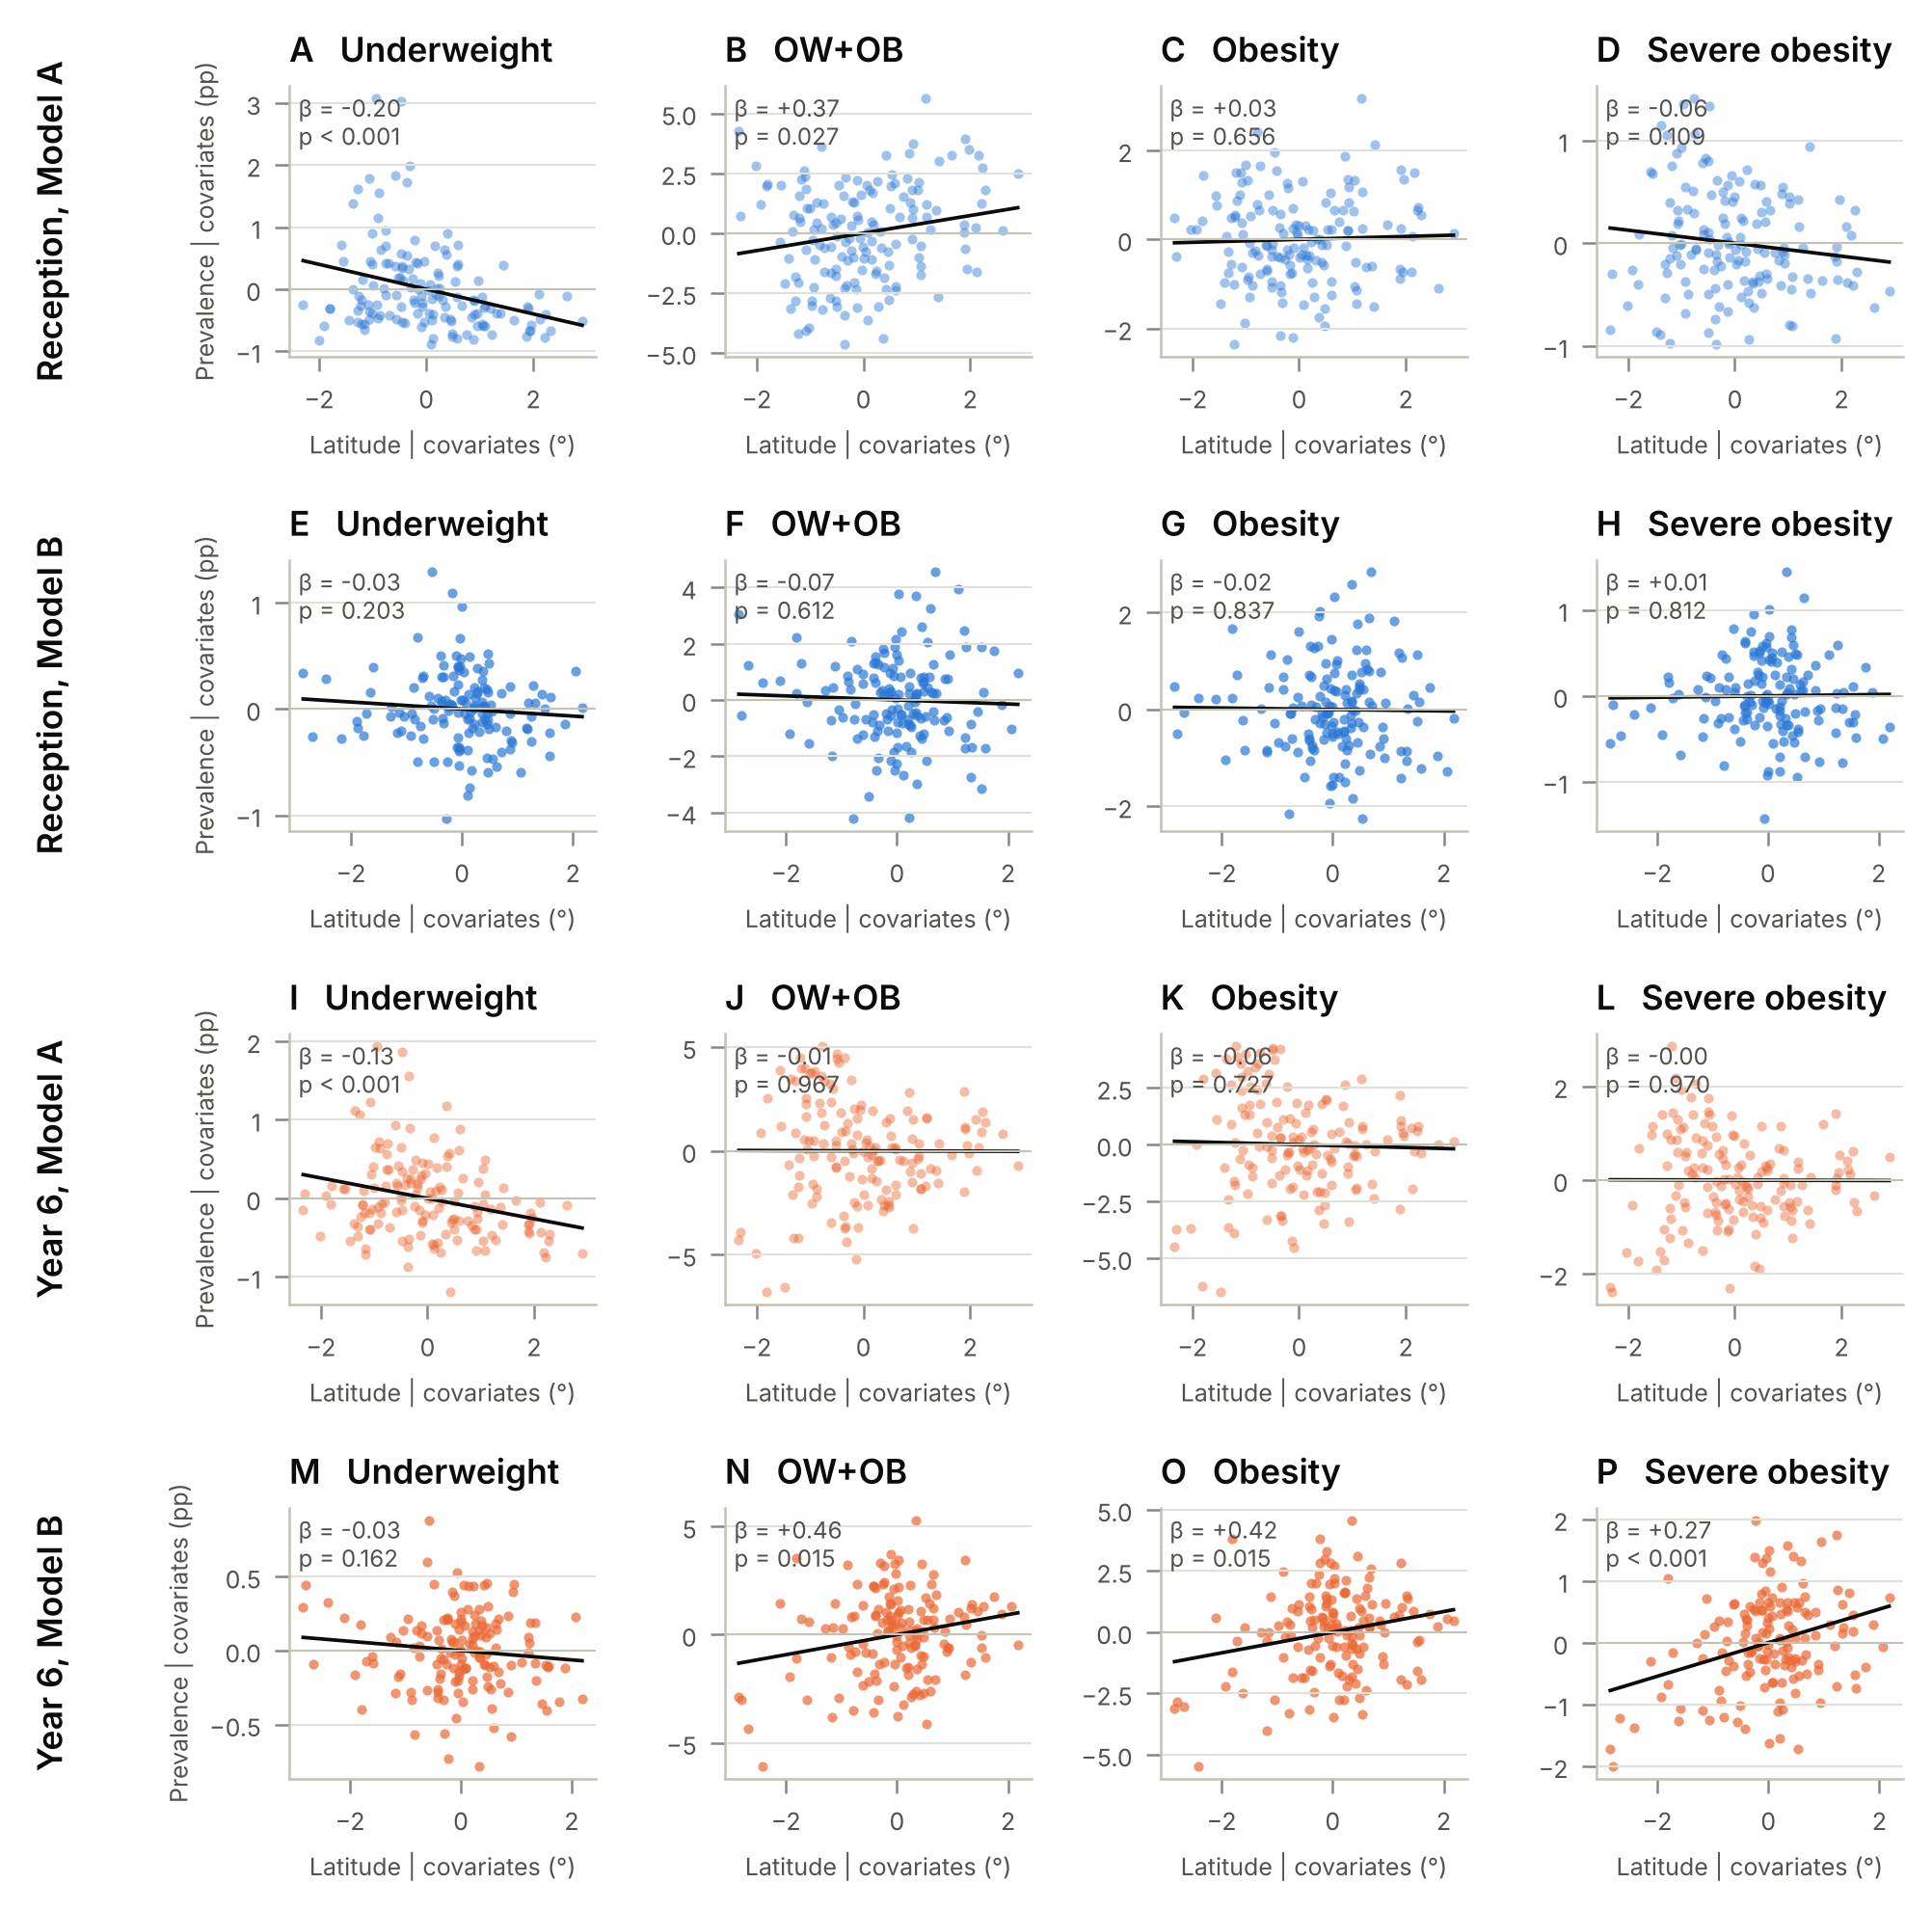 Reception, Model A
A Underweight
B OW+OB
C Obesity
D Severe obesity
Prevalence | covariates (pp)
β = -0.20
p < 0.001
3
2
1
0
−1
−2 0 2
Latitude | covariates (°)
β = +0.37
p = 0.027
5.0
2.5
0.0
−2.5
−5.0
−2 0 2
Latitude | covariates (°)
β = +0.03
p = 0.656
2
0
−2
−2 0 2
Latitude | covariates (°)
β = -0.06
p = 0.109
1
0
−1
−2 0 2
Latitude | covariates (°)
Reception, Model B
E Underweight
F OW+OB
G Obesity
H Severe obesity
Prevalence | covariates (pp)
β = -0.03
p = 0.203
1
0
−1
−2 0 2
Latitude | covariates (°)
β = -0.07
p = 0.612
4
2
0
−2
−4
−2 0 2
Latitude | covariates (°)
β = -0.02
p = 0.837
2
0
−2
−2 0 2
Latitude | covariates (°)
β = +0.01
p = 0.812
1
0
−1
−2 0 2
Latitude | covariates (°)
Year 6, Model A
I Underweight
J OW+OB
K Obesity
L Severe obesity
Prevalence | covariates (pp)
β = -0.13
p < 0.001
2
1
0
−1
−2 0 2
Latitude | covariates (°)
β = -0.01
p = 0.967
5
0
−5
−2 0 2
Latitude | covariates (°)
β = -0.06
p = 0.727
2.5
0.0
−2.5
−5.0
−2 0 2
Latitude | covariates (°)
β = -0.00
p = 0.970
2
0
−2
−2 0 2
Latitude | covariates (°)
Year 6, Model B
M Underweight
N OW+OB
O Obesity
P Severe obesity
Prevalence | covariates (pp)
β = -0.03
p = 0.162
0.5
0.0
−0.5
−2 0 2
Latitude | covariates (°)
β = +0.46
p = 0.015
5
0
−5
−2 0 2
Latitude | covariates (°)
β = +0.42
p = 0.015
5.0
2.5
0.0
−2.5
−5.0
−2 0 2
Latitude | covariates (°)
β = +0.27
p < 0.001
2
1
0
−1
−2
−2 0 2
Latitude | covariates (°)